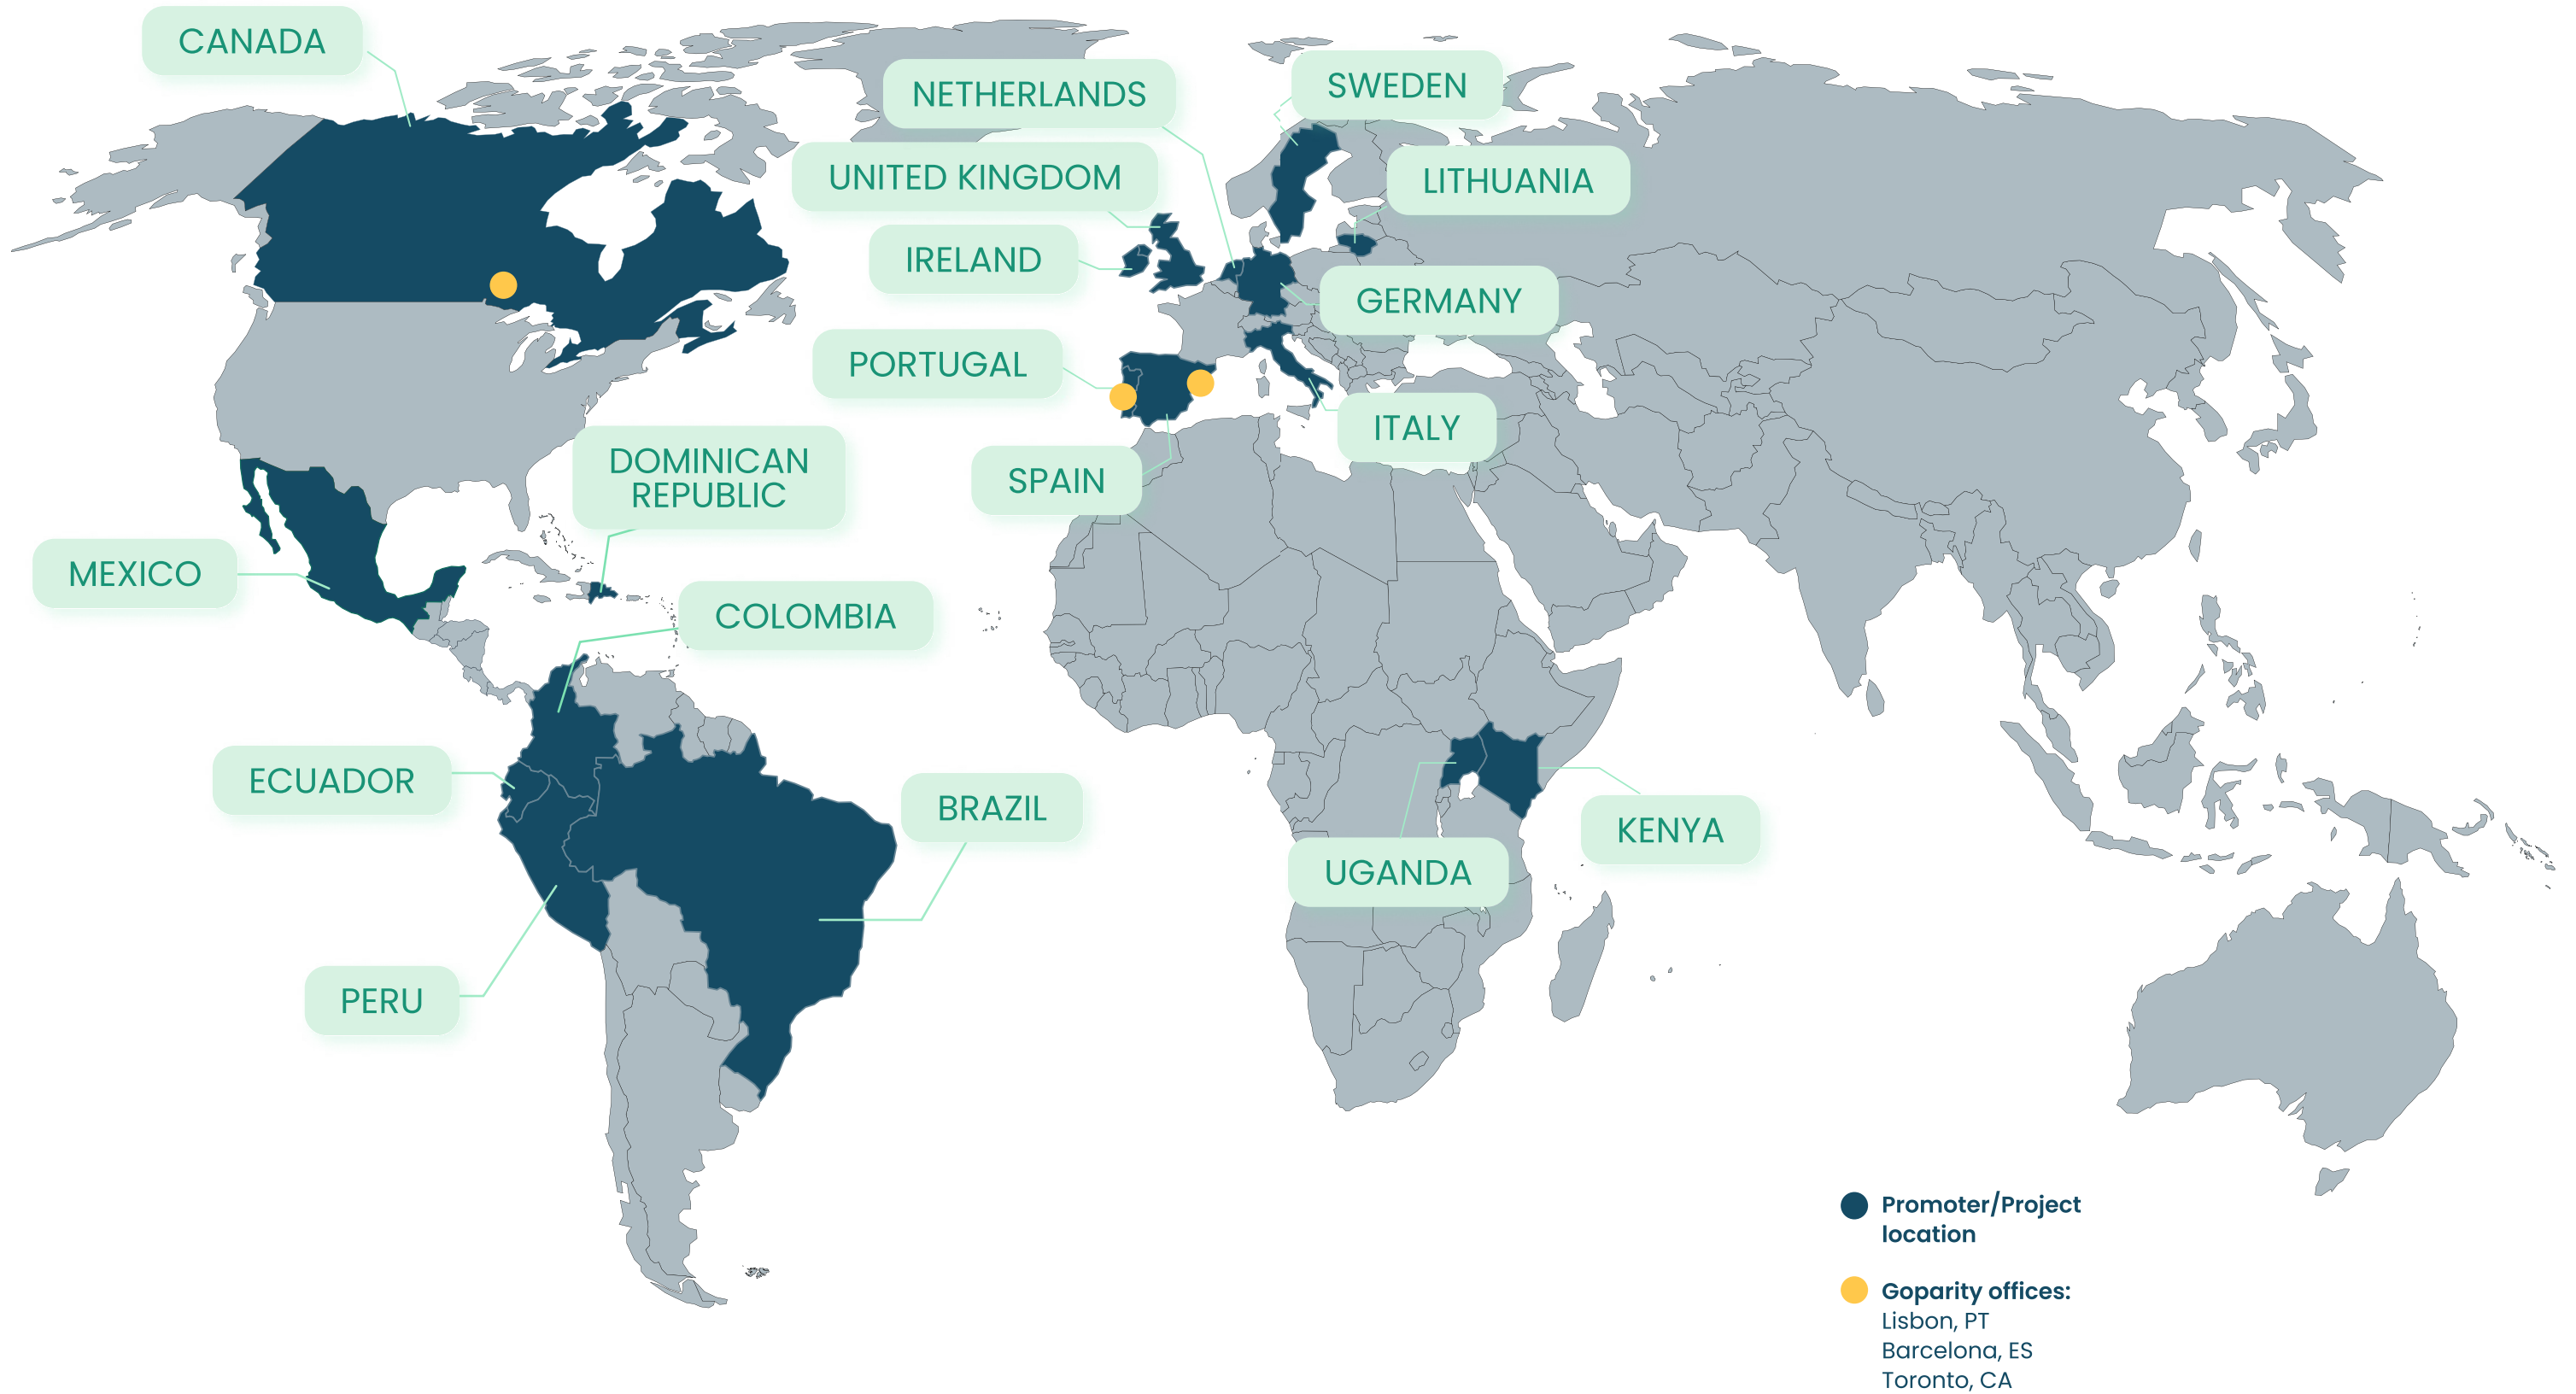 CANADA
NETHERLANDS
SWEDEN
UNITED KINGDOM
LITHUANIA
IRELAND
GERMANY
PORTUGAL
ITALY
DOMINICAN
REPUBLIC
SPAIN
MEXICO
COLOMBIA
ECUADOR
BRAZIL
KENYA
UGANDA
PERU
Promoter/Project
location
Goparity offices:
Lisbon, PT
Barcelona, ES
Toronto, CA